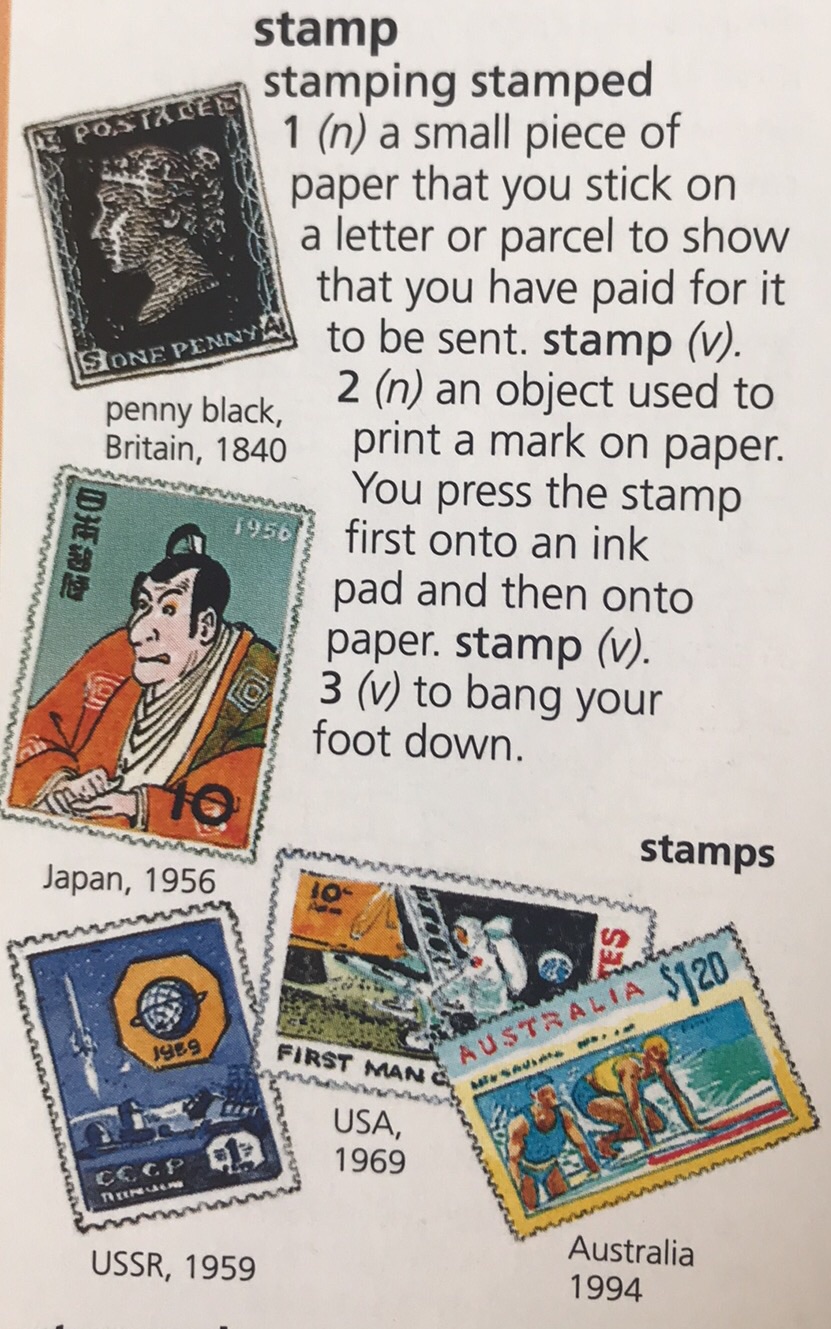 stamp
stamping stamped
1 (n) a small piece of
paper that you stick on
a letter or parcel to show
that you have paid for it
to be sent. stamp (v).
2 (n) an object used to
print a mark on paper.
You press the stamp
first onto an ink
pad and then onto
paper. stamp (v).
3 (v) to bang your
foot down.
POSTAGE
S ONE PENNY A
penny black,
Britain, 1840
1956
10
Japan, 1956
stamps
10
TES
FIRST MAN
USA,
1969
1959
CCCP
1
USSR, 1959
AUSTRALIA $1.20
Australia
1994